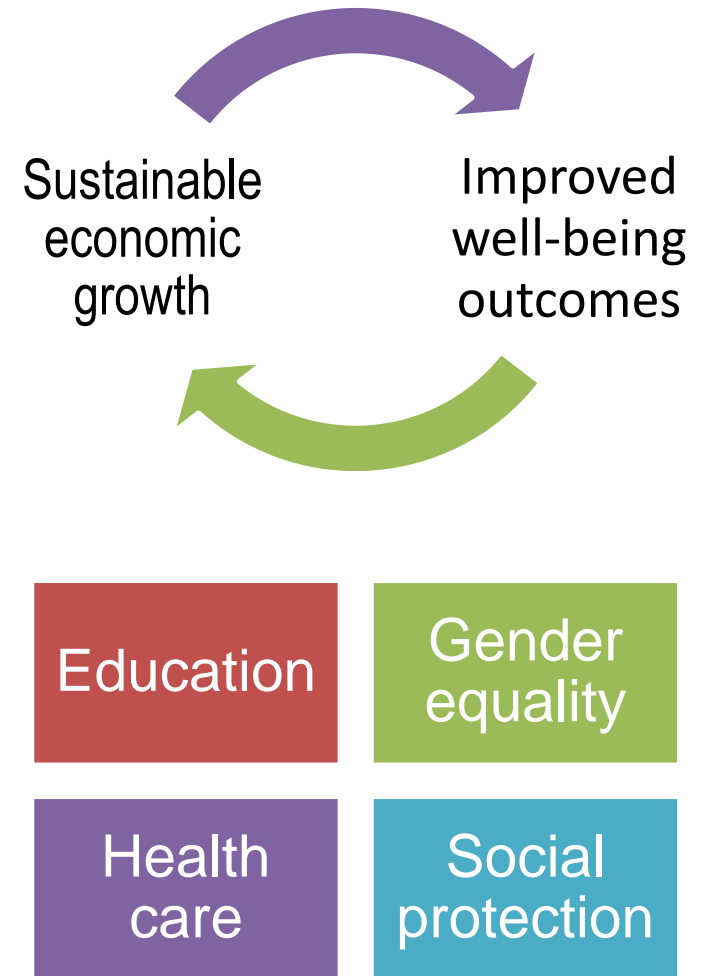 Sustainable
economic
growth
Improved
well-being
outcomes
Education
Gender
equality
Health
care
Social
protection